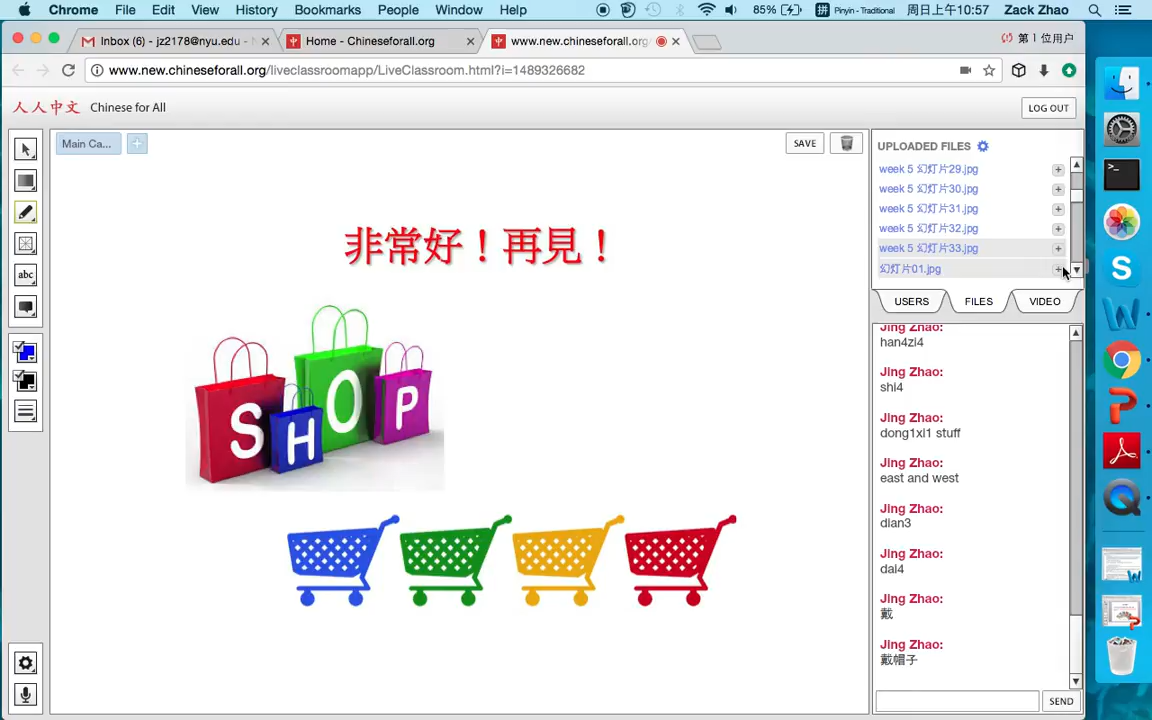 Chrome File Edit View History Bookmarks People Window Help 85% Pinyin - Traditional 周日上午10:57 Zack Zhao
Inbox (6) - jz2178@nyu.edu - Home - Chineseforall.org www.new.chineseforall.org 第 1 位用户
www.new.chineseforall.org/liveclassroomapp/LiveClassroom.html?i=1489326682
人人中文 Chinese for All LOG OUT
Main Ca... SAVE
UPLOADED FILES
week 5 幻灯片29.jpg
week 5 幻灯片30.jpg
week 5 幻灯片31.jpg
week 5 幻灯片32.jpg
week 5 幻灯片33.jpg
幻灯片01.jpg
USERS FILES VIDEO
非常好！再見！
SHOP
abc
Jing Zhao:
han4zi4
Jing Zhao:
shi4
Jing Zhao:
dong1xi1 stuff
Jing Zhao:
east and west
Jing Zhao:
dian3
Jing Zhao:
dai4
Jing Zhao:
戴
Jing Zhao:
戴帽子
SEND